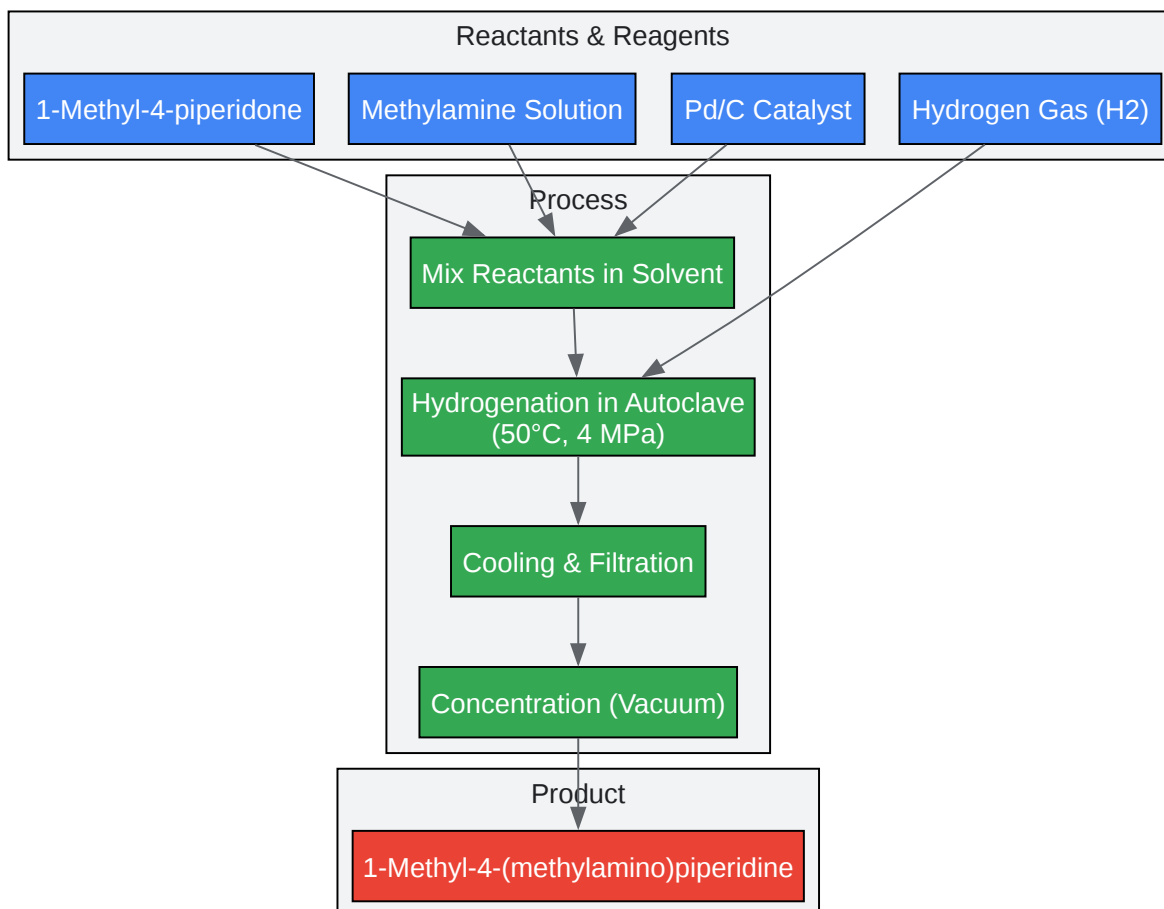 Reactants & Reagents
1-Methyl-4-piperidone
Methylamine Solution
Pd/C Catalyst
Hydrogen Gas (H2)
Process
Mix Reactants in Solvent
Hydrogenation in Autoclave
(50°C, 4 MPa)
Cooling & Filtration
Concentration (Vacuum)
Product
1-Methyl-4-(methylamino)piperidine